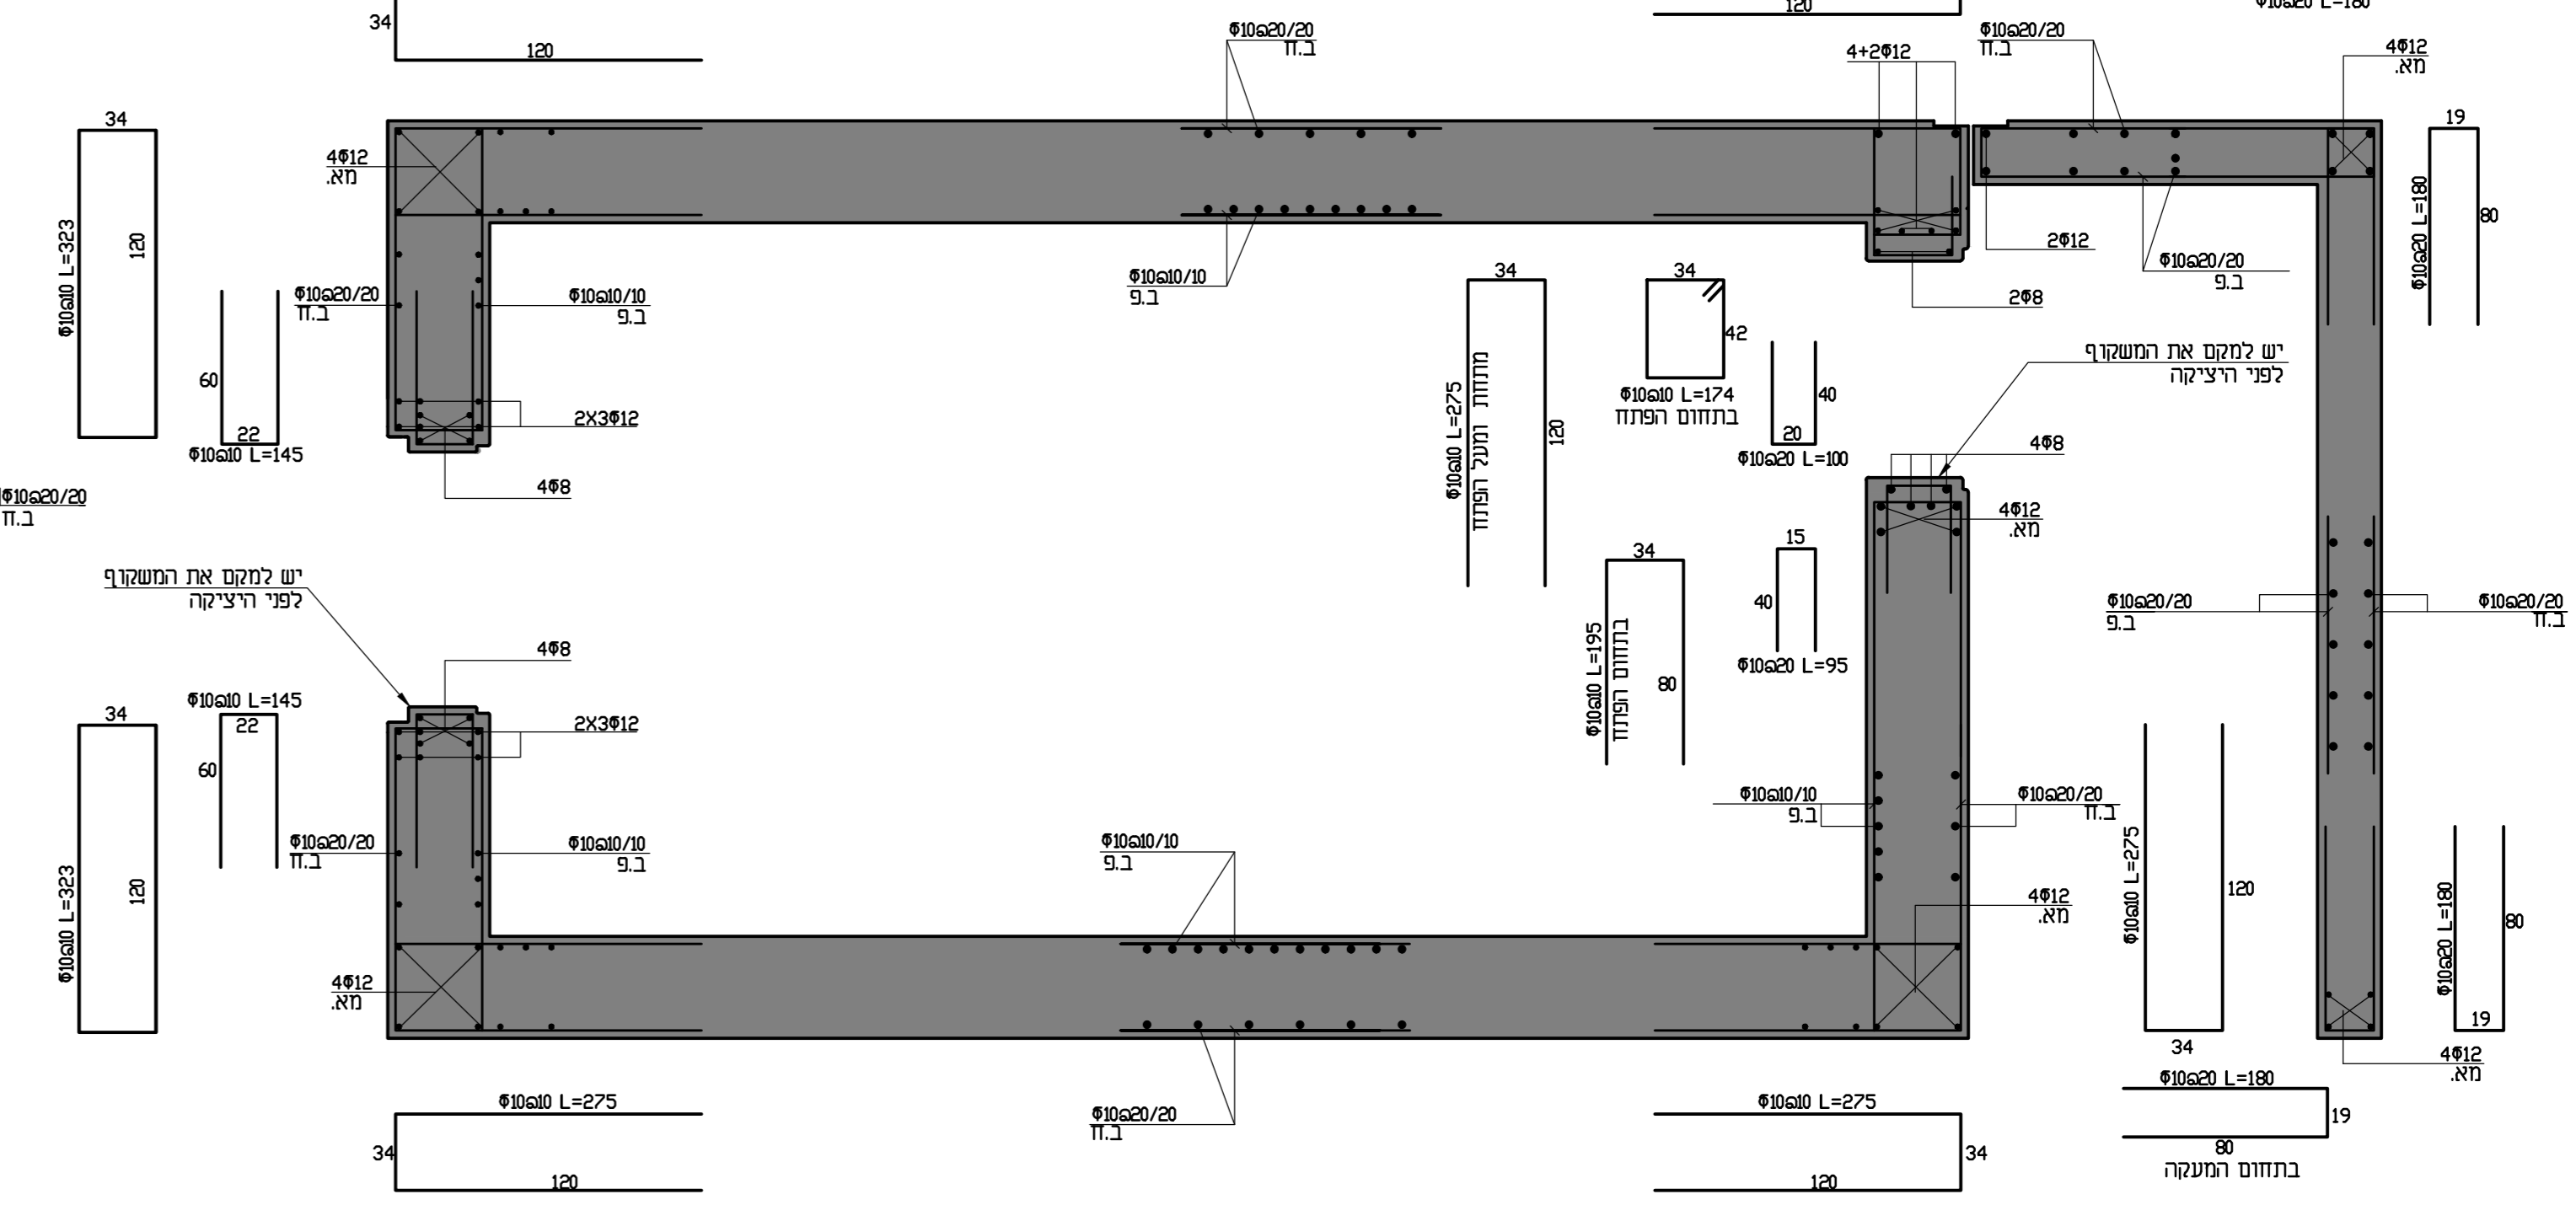 34
120
120
Φ10@20 L=180
Φ10@20/20
ב.ח
4+2Φ12
Φ10@20/20
ב.ח
4Φ12
מא.
34
120
Φ10@10 L=323
4Φ12
מא.
19
80
Φ10@20 L=180
Φ10@20/20
ב.ח
Φ10@10/10
ב.פ
60
22
Φ10@10 L=145
2X3Φ12
4Φ8
Φ10@20/20
ב.ח
Φ10@10/10
ב.פ
2Φ12
Φ10@20/20
ב.פ
2Φ8
34
120
Φ10@10 L=275
מתחת ומעל הפתח
34
42
Φ10@10 L=174
בתחום הפתח
40
20
Φ10@20 L=100
יש למקם את המשקוף
לפני היציקה
4Φ8
4Φ12
מא.
34
80
Φ10@10 L=195
בתחום הפתח
15
40
Φ10@20 L=95
Φ10@20/20
ב.פ
Φ10@20/20
ב.ח
יש למקם את המשקוף
לפני היציקה
4Φ8
Φ10@10 L=145
22
60
2X3Φ12
34
120
Φ10@10 L=323
Φ10@20/20
ב.ח
Φ10@10/10
ב.פ
4Φ12
מא.
Φ10@10/10
ב.פ
Φ10@10/10
ב.פ
Φ10@20/20
ב.ח
4Φ12
מא.
Φ10@10 L=275
120
34
Φ10@20 L=180
80
19
4Φ12
מא.
Φ10@10 L=275
34
120
Φ10@20/20
ב.ח
Φ10@10 L=275
34
120
Φ10@20 L=180
19
80
בתחום המעקה